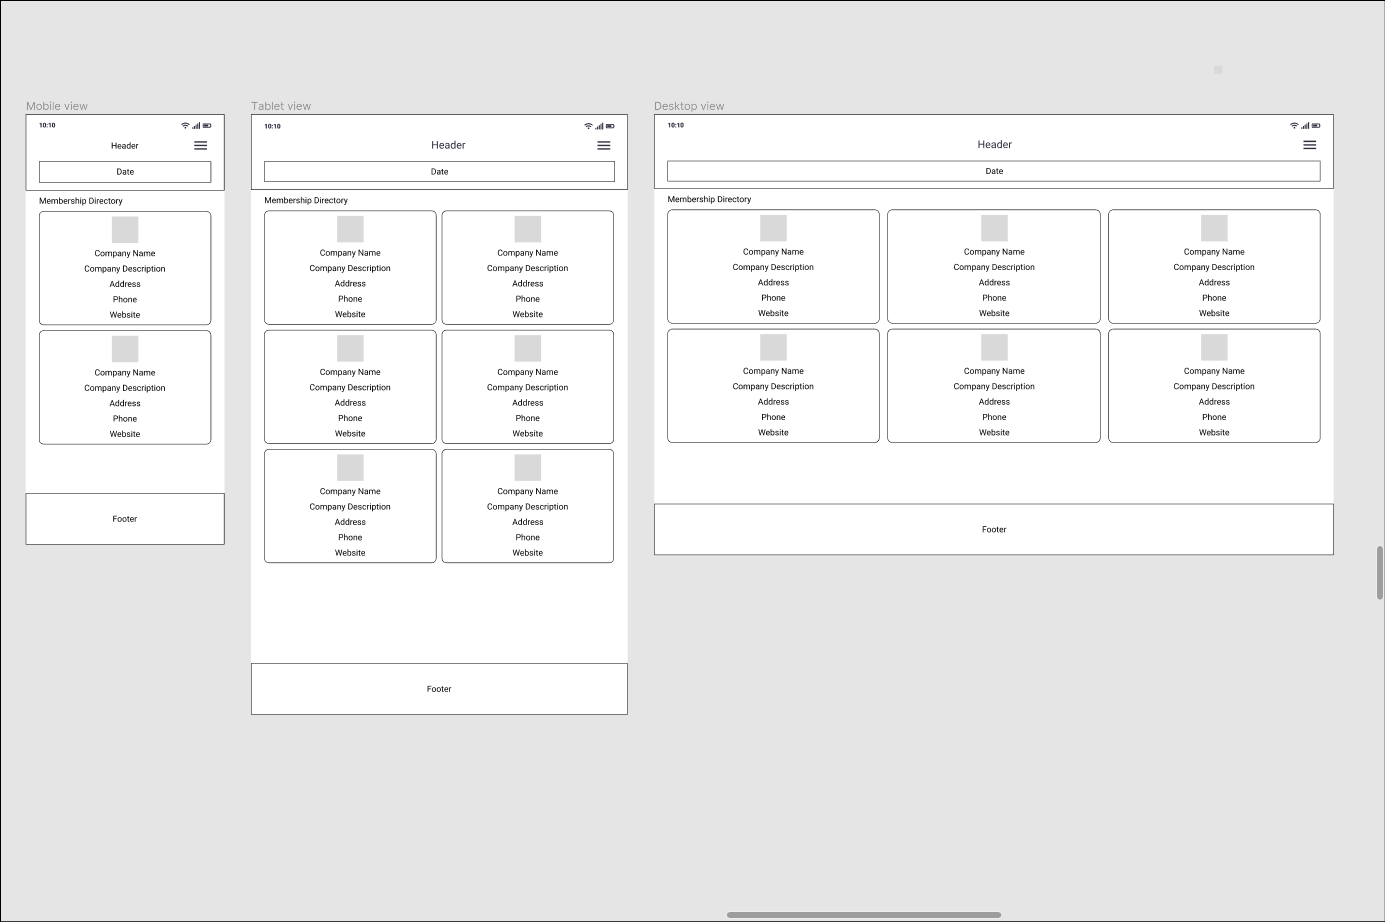 Mobile view
10:10
Header
Date
Membership Directory
Company Name
Company Description
Address
Phone
Website
Company Name
Company Description
Address
Phone
Website
Footer
Tablet view
10:10
Header
Date
Membership Directory
Company Name
Company Description
Address
Phone
Website
Company Name
Company Description
Address
Phone
Website
Company Name
Company Description
Address
Phone
Website
Company Name
Company Description
Address
Phone
Website
Company Name
Company Description
Address
Phone
Website
Company Name
Company Description
Address
Phone
Website
Footer
Desktop view
10:10
Header
Date
Membership Directory
Company Name
Company Description
Address
Phone
Website
Company Name
Company Description
Address
Phone
Website
Company Name
Company Description
Address
Phone
Website
Company Name
Company Description
Address
Phone
Website
Company Name
Company Description
Address
Phone
Website
Company Name
Company Description
Address
Phone
Website
Footer